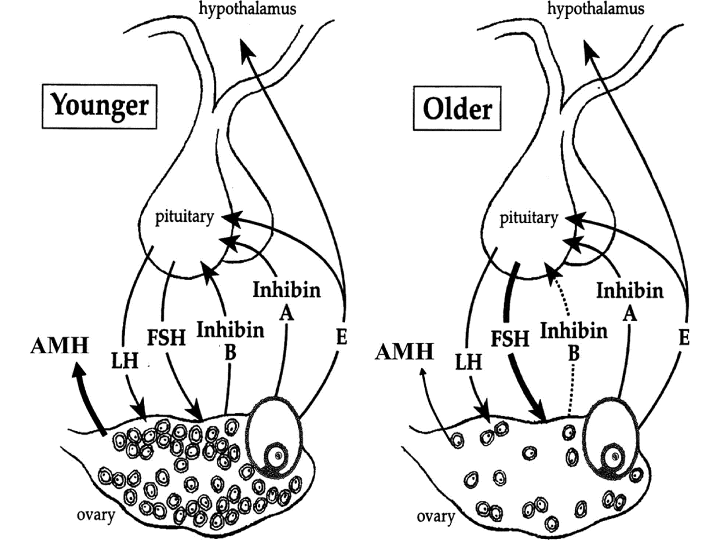 hypothalamus
Younger
pituitary
Inhibin
A
AMH
LH
FSH
Inhibin
B
E
ovary
hypothalamus
Older
pituitary
Inhibin
A
AMH
LH
FSH
Inhibin
B
E
ovary